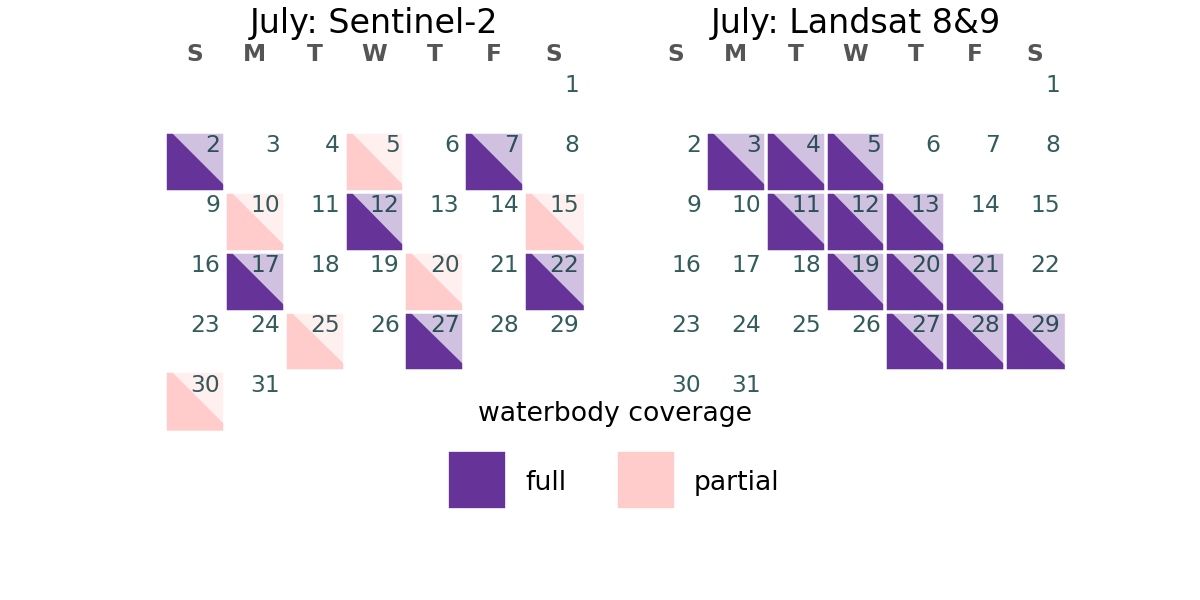 July: Sentinel-2
S M T W T F S
1
2 3 4 5 6 7 8
9 10 11 12 13 14 15
16 17 18 19 20 21 22
23 24 25 26 27 28 29
30 31
July: Landsat 8&9
S M T W T F S
1
2 3 4 5 6 7 8
9 10 11 12 13 14 15
16 17 18 19 20 21 22
23 24 25 26 27 28 29
30 31
waterbody coverage
full partial